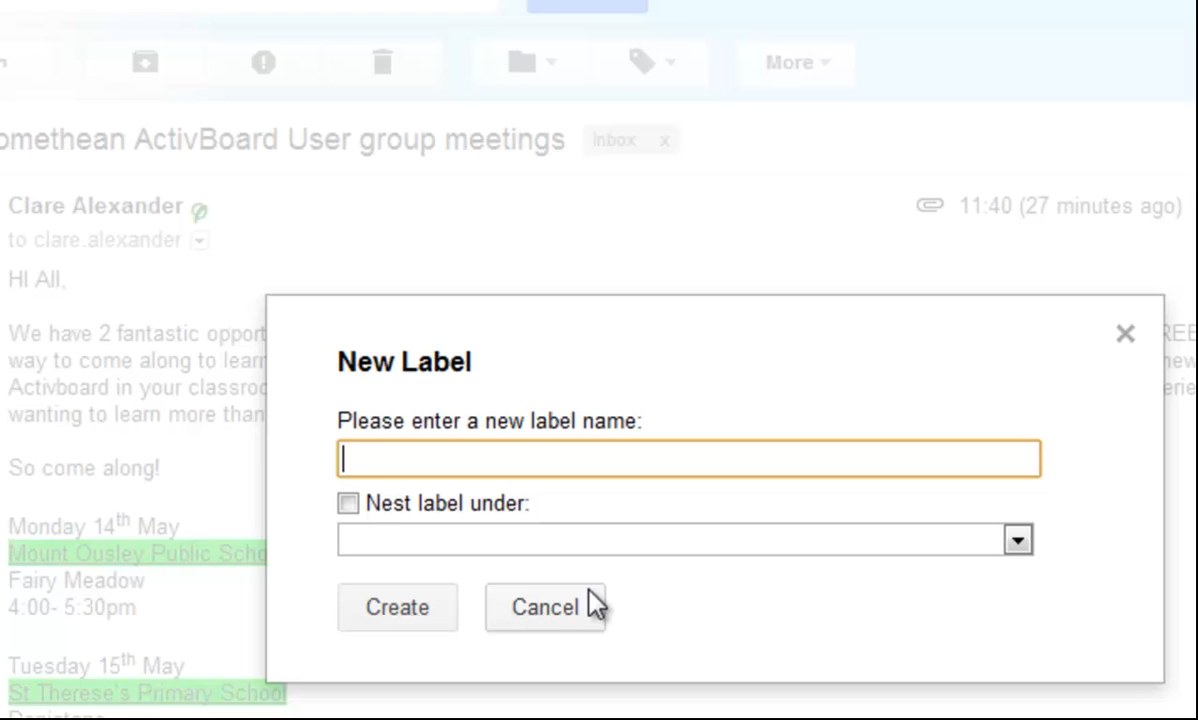 More
omethean ActivBoard User group meetings Inbox x
Clare Alexander 11:40 (27 minutes ago)
to clare.alexander
HI All,
We have 2 fantastic opport
way to come along to learn
Activboard in your classroo
wanting to learn more than
So come along!
Monday 14th May
Mount Ousley Public Scho
Fairy Meadow
4:00- 5:30pm
Tuesday 15th May
St Therese's Primary School
New Label
Please enter a new label name:
Nest label under:
Create Cancel